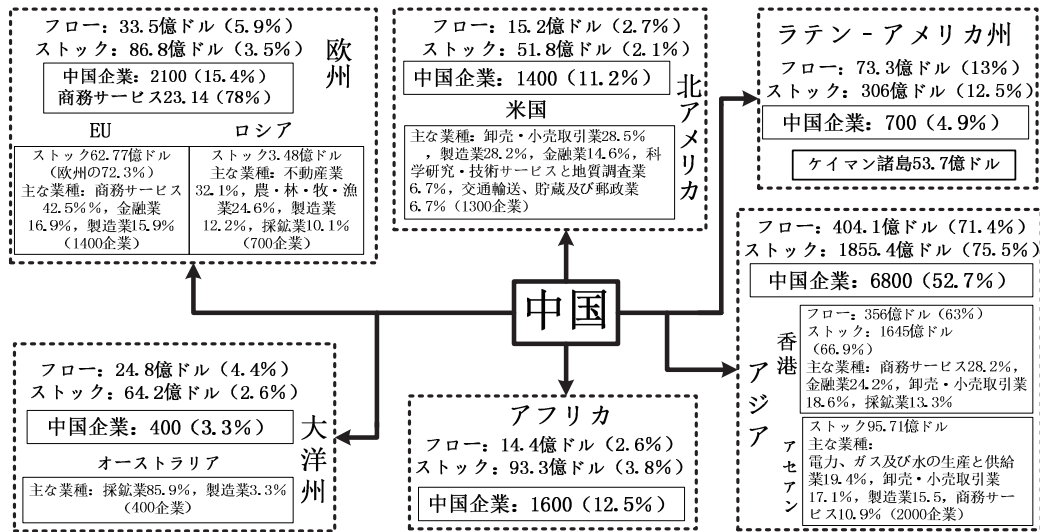 フロー：33.5億ドル（5.9%）
ストック：86.8億ドル（3.5%）
欧州
中国企業：2100（15.4%）
商務サービス23.14（78%）
EU
ストック62.77億ドル
（欧州の72.3%）
主な業種：商務サービス
42.5%%，金融業
16.9%，製造業15.9%
（1400企業）
ロシア
ストック3.48億ドル
主な業種：不動産業
32.1%，農・林・牧・漁
業24.6%，製造業
12.2%，採鉱業10.1%
（700企業）
フロー：15.2億ドル（2.7%）
ストック：51.8億ドル（2.1%）
中国企業：1400（11.2%）
北アメリカ
米国
主な業種：卸売・小売取引業28.5%
，製造業28.2%，金融業14.6%，科
学研究・技術サービスと地質調査業
6.7%，交通輸送、貯蔵及び郵政業
6.7%（1300企業）
ラテン－アメリカ州
フロー：73.3億ドル（13%）
ストック：306億ドル（12.5%）
中国企業：700（4.9%）
ケイマン諸島53.7億ドル
中国
フロー：404.1億ドル（71.4%）
ストック：1855.4億ドル（75.5%）
中国企業：6800（52.7%）
アジア
香港
フロー：356億ドル（63%）
ストック：1645億ドル
（66.9%）
主な業種：商務サービス28.2%，
金融業24.2%，卸売・小売取引業
18.6%，採鉱業13.3%
アセアン
ストック95.71億ドル
主な業種：
電力、ガス及び水の生産と供給
業19.4%，卸売・小売取引業
17.1%，製造業15.5，商務サー
ビス10.9%（2000企業）
フロー：24.8億ドル（4.4%）
ストック：64.2億ドル（2.6%）
中国企業：400（3.3%）
大洋州
オーストラリア
主な業種：採鉱業85.9%，製造業3.3%
（400企業）
アフリカ
フロー：14.4億ドル（2.6%）
ストック：93.3億ドル（3.8%）
中国企業：1600（12.5%）